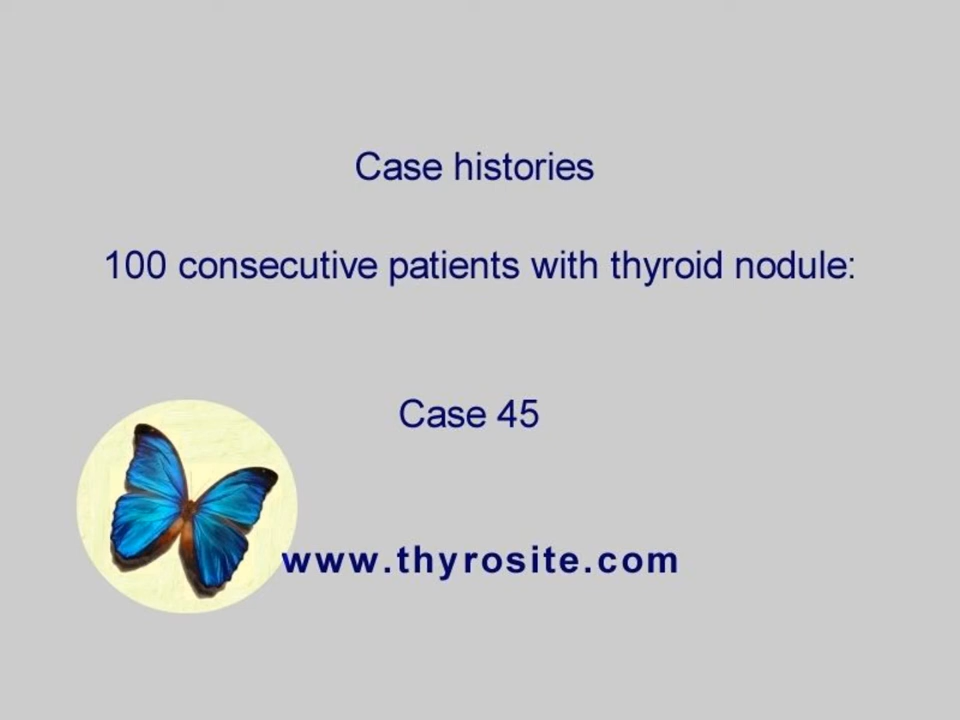 Case histories
100 consecutive patients with thyroid nodule:
Case 45
www.thyrosite.com